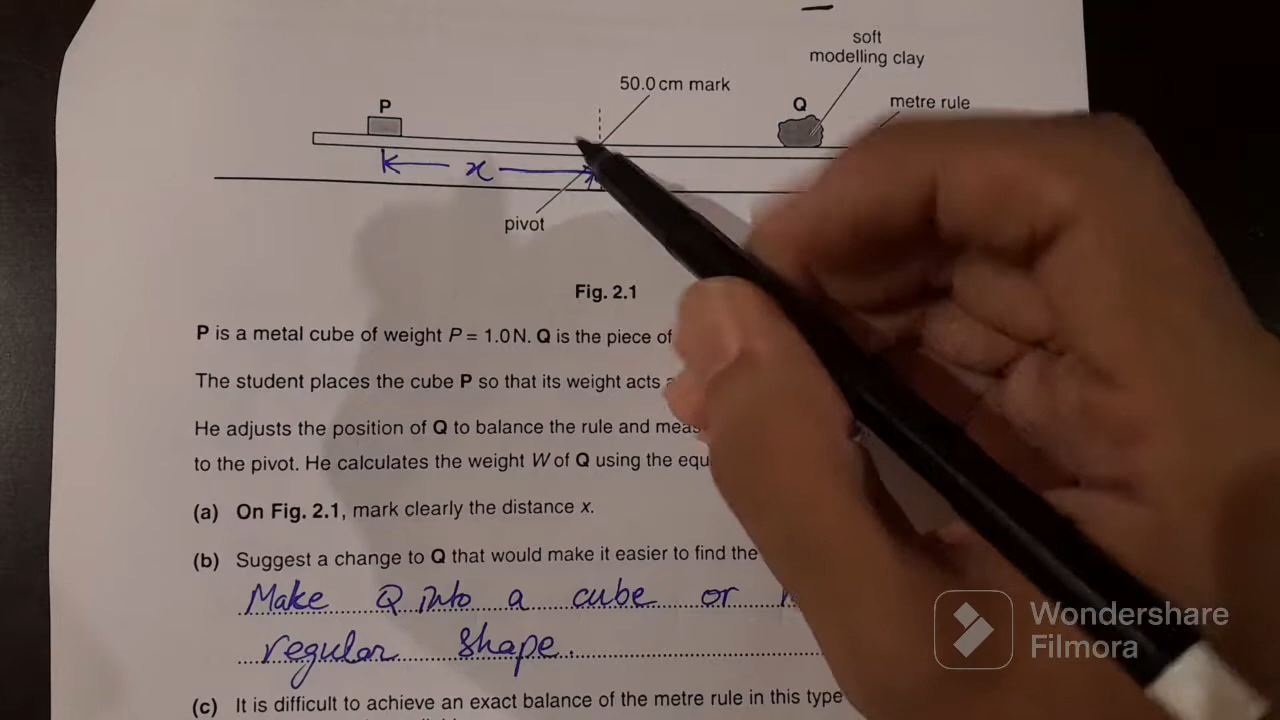 soft
modelling clay
50.0 cm mark
P
Q
metre rule
x
pivot
Fig. 2.1
P is a metal cube of weight P = 1.0 N. Q is the piece of
The student places the cube P so that its weight acts
He adjusts the position of Q to balance the rule and
to the pivot. He calculates the weight W of Q using the
(a) On Fig. 2.1, mark clearly the distance x.
(b) Suggest a change to Q that would make it easier to find the
Make Q into a cube or
regular shape.
(c) It is difficult to achieve an exact balance of the metre rule in this type
Wondershare
Filmora